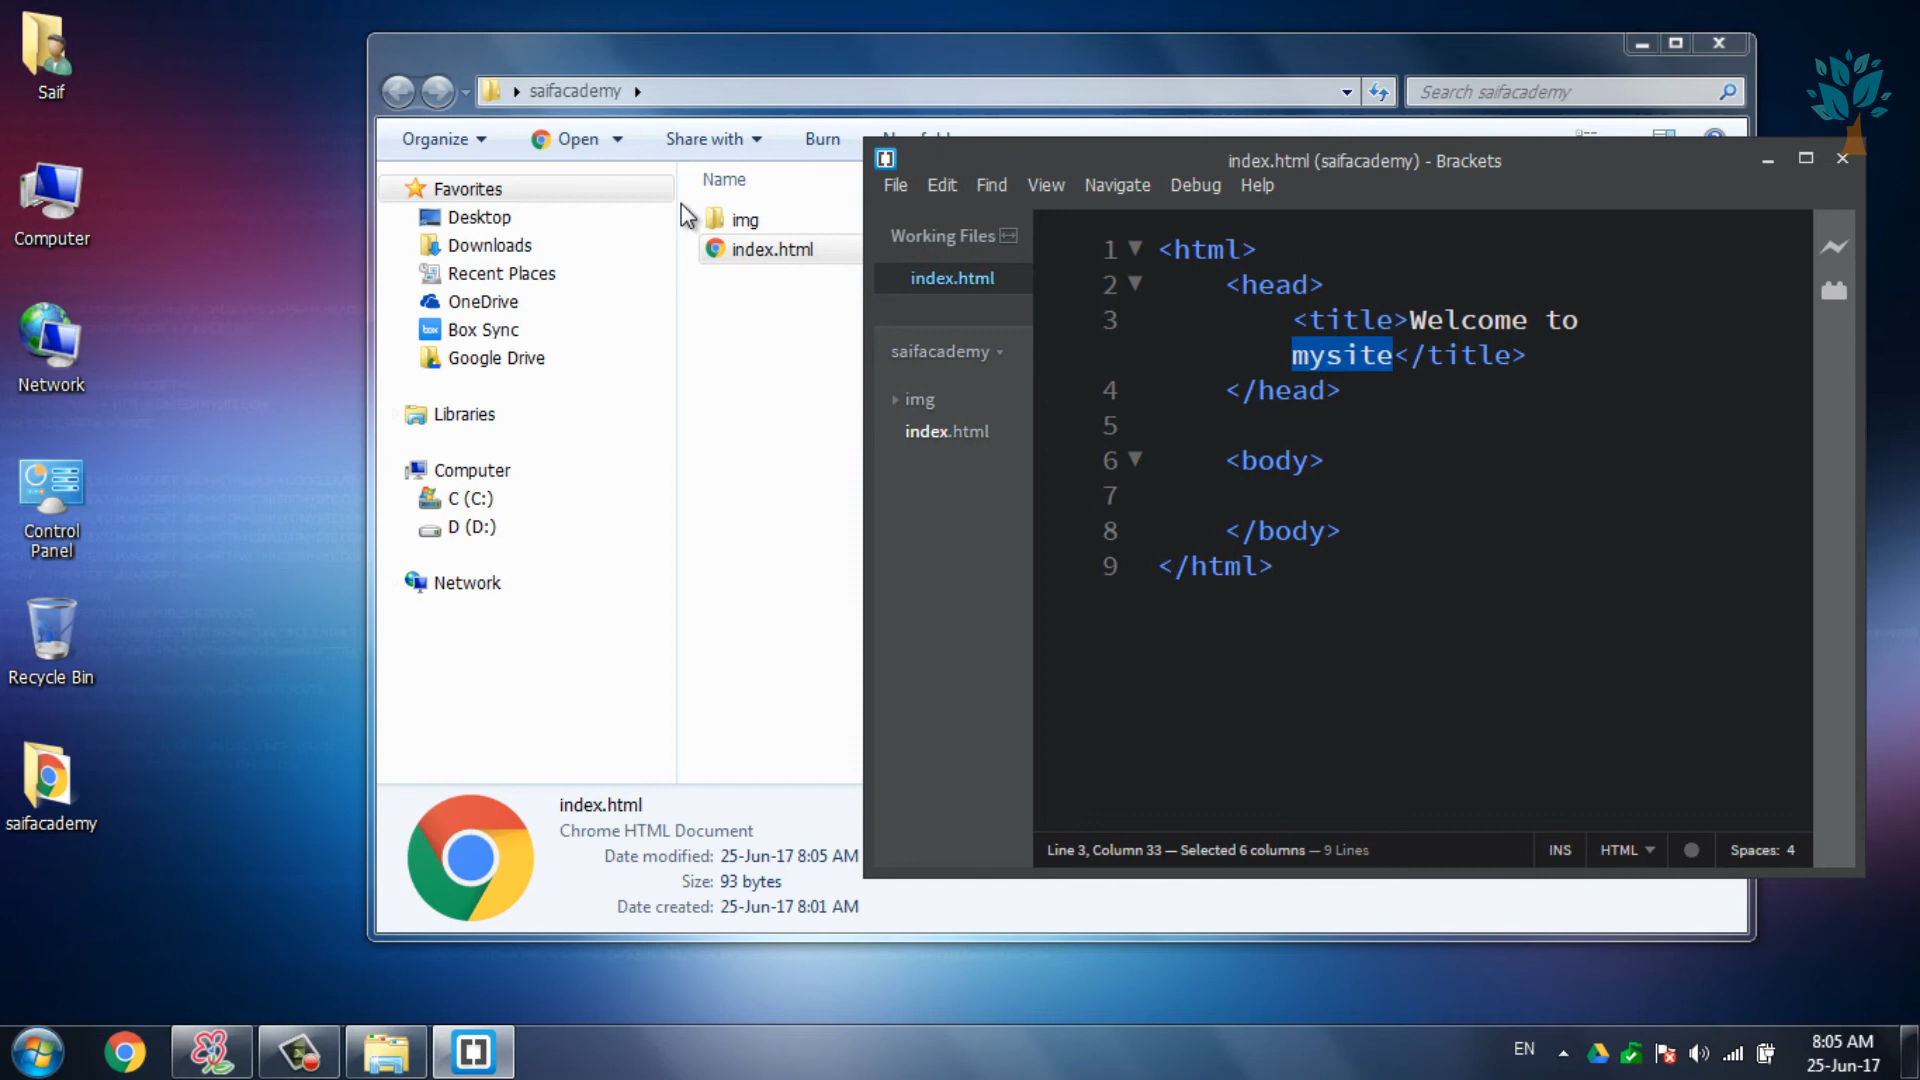 Saif
Computer
Network
Control
Panel
Recycle Bin
saifacademy
saifacademy
Search saifacademy
Organize
Open
Share with
Burn
Favorites
Desktop
Downloads
Recent Places
OneDrive
box
Box Sync
Google Drive
Libraries
Computer
C (C:)
D (D:)
Network
Name
img
index.html
index.html
Chrome HTML Document
Date modified: 25-Jun-17 8:05 AM
Size: 93 bytes
Date created: 25-Jun-17 8:01 AM
index.html (saifacademy) - Brackets
File Edit Find View Navigate Debug Help
Working Files
index.html
saifacademy
img
index.html
1 <html>
2 <head>
3 <title>Welcome to
mysite</title>
4 </head>
5
6 <body>
7
8 </body>
9 </html>
Line 3, Column 33 — Selected 6 columns — 9 Lines
INS
HTML
Spaces: 4
EN
8:05 AM
25-Jun-17